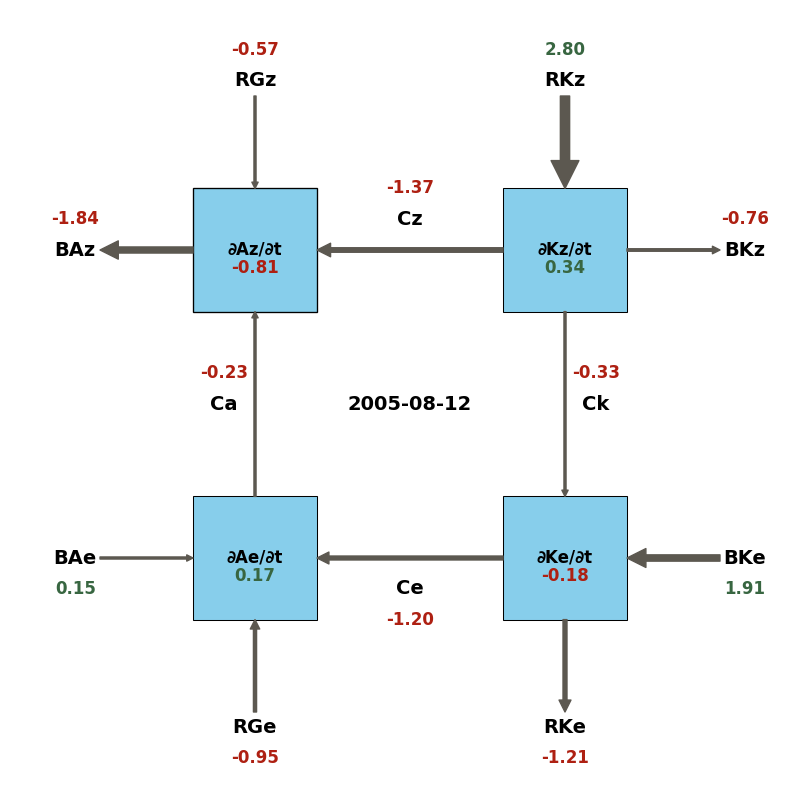 -0.57
RGz
2.80
RKz
-1.84
BAz
∂Az/∂t
-0.81
-1.37
Cz
∂Kz/∂t
0.34
-0.76
BKz
-0.23
Ca
2005-08-12
-0.33
Ck
BAe
0.15
∂Ae/∂t
0.17
Ce
-1.20
∂Ke/∂t
-0.18
BKe
1.91
RGe
-0.95
RKe
-1.21